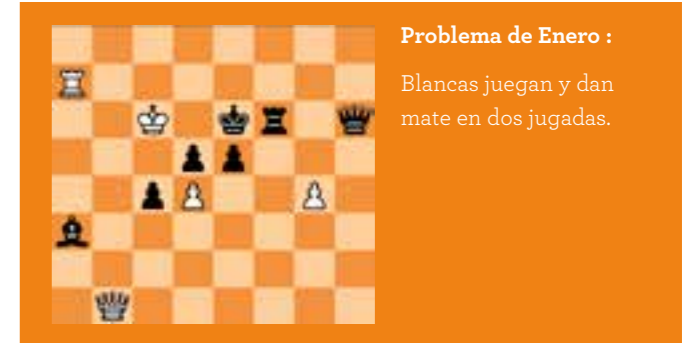 Problema de Enero :
Blancas juegan y dan
mate en dos jugadas.